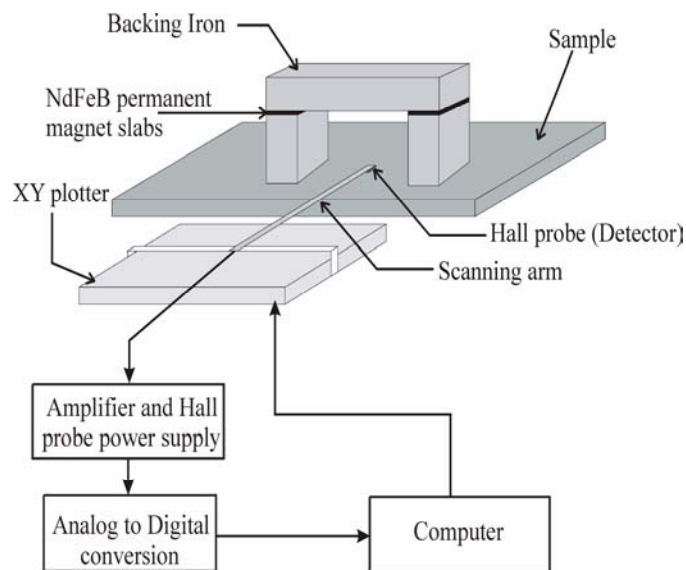 Backing Iron
Sample
NdFeB permanent
magnet slabs
XY plotter
Hall probe (Detector)
Scanning arm
Amplifier and Hall
probe power supply
Analog to Digital
conversion
Computer